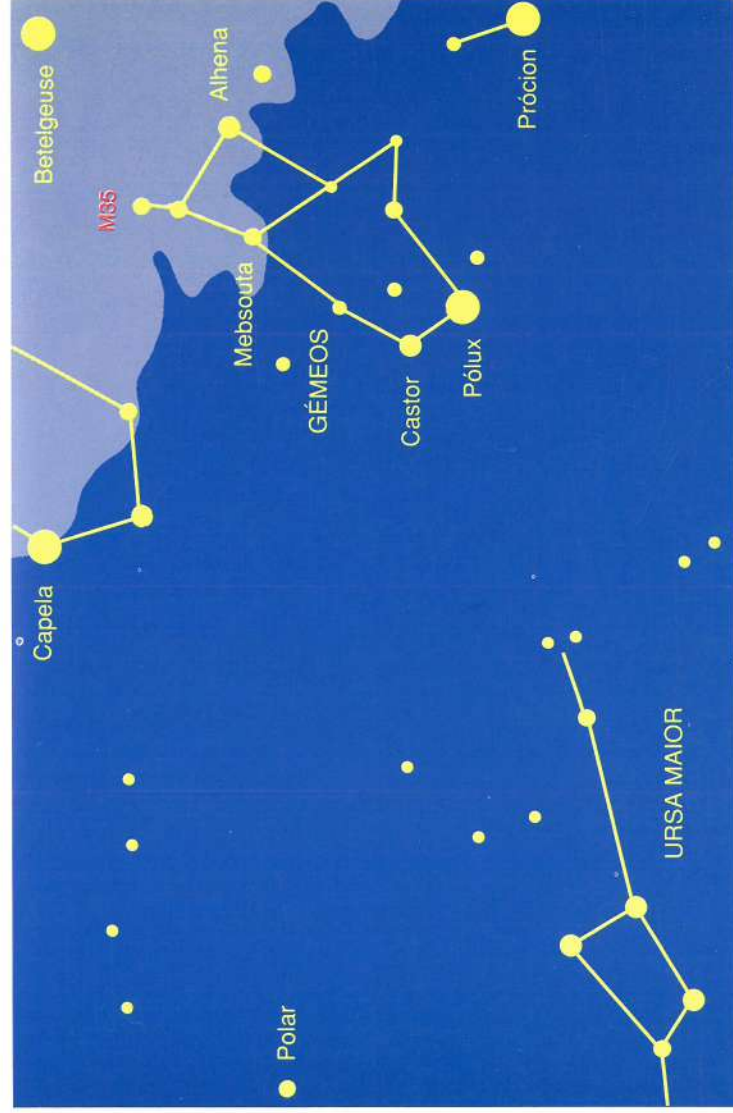 Capela
Betelgeuse
M35
Alhena
Mebsouta
Polar
GÉMEOS
Castor
Pólux
Prócion
URSA MAIOR